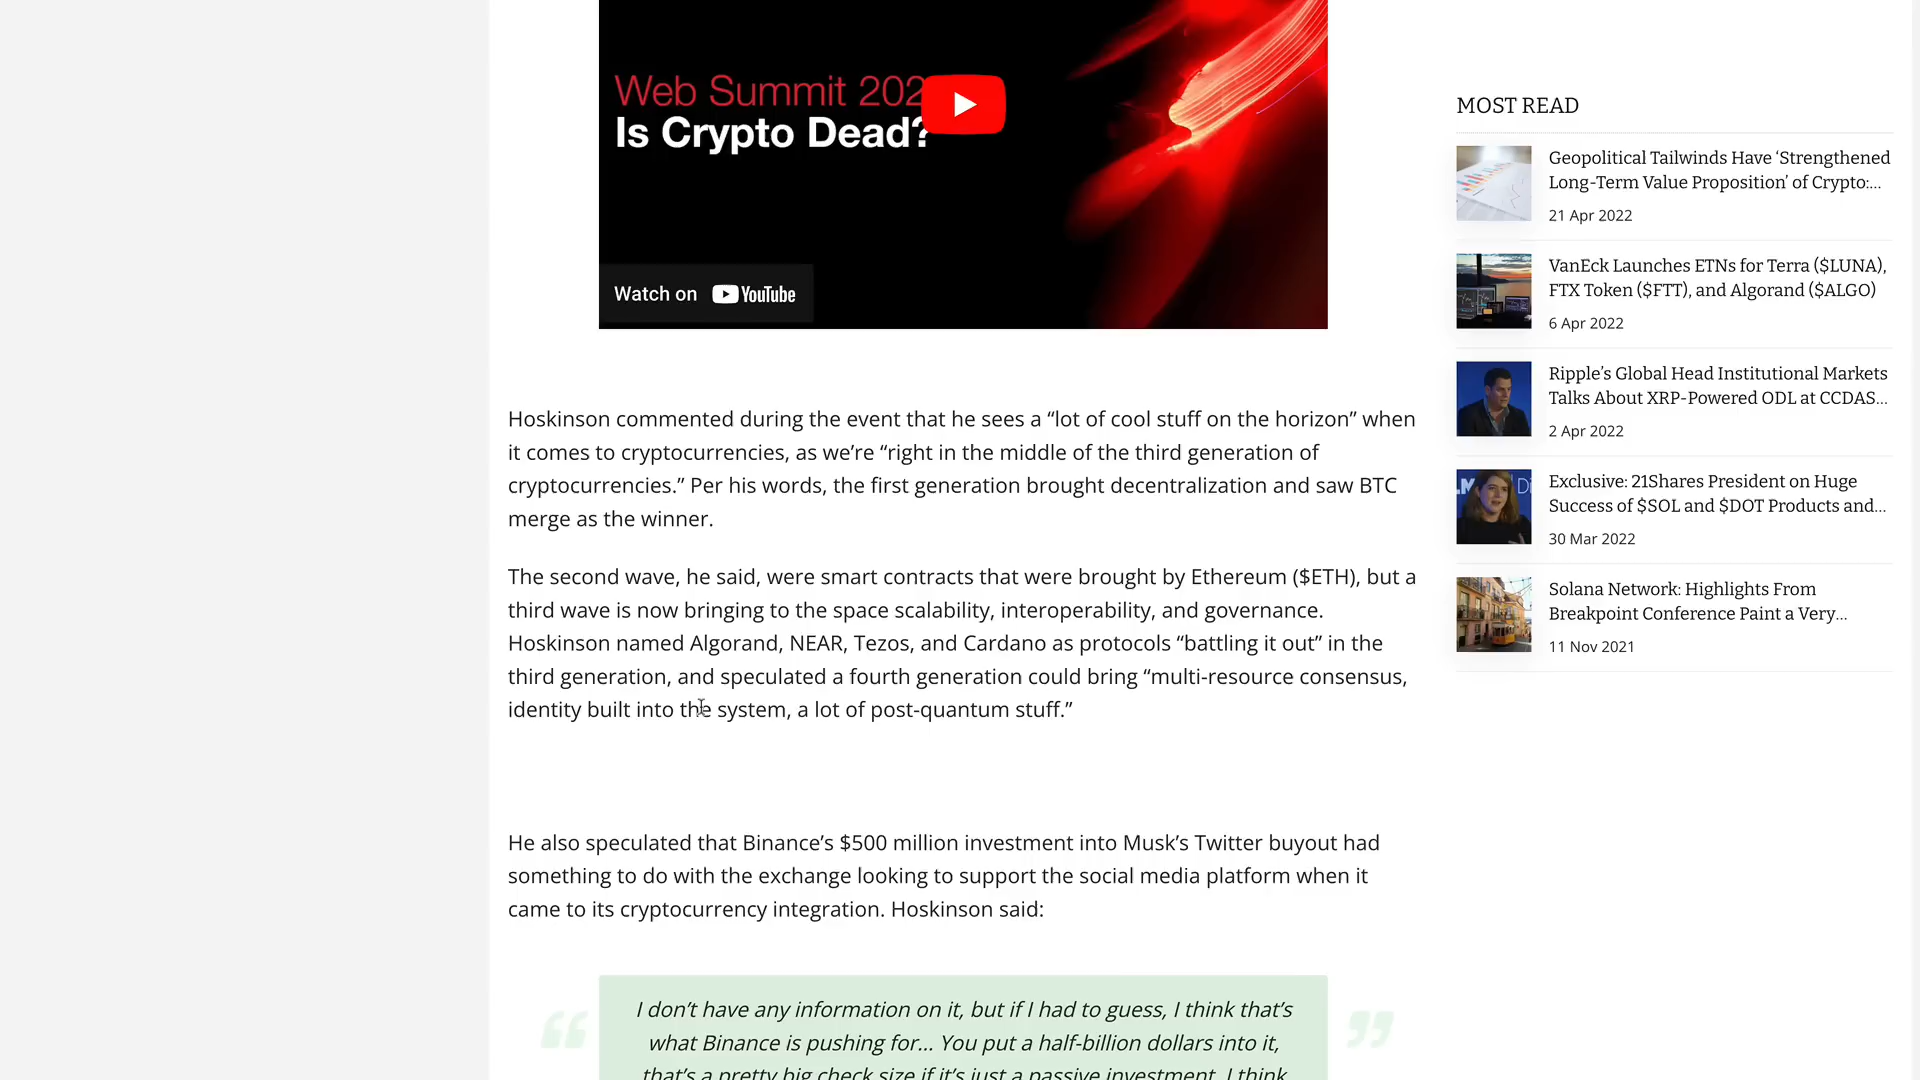 Web Summit 202
Is Crypto Dead?
Watch on YouTube
Hoskinson commented during the event that he sees a “lot of cool stuff on the horizon” when
it comes to cryptocurrencies, as we’re “right in the middle of the third generation of
cryptocurrencies.” Per his words, the first generation brought decentralization and saw BTC
merge as the winner.
The second wave, he said, were smart contracts that were brought by Ethereum ($ETH), but a
third wave is now bringing to the space scalability, interoperability, and governance.
Hoskinson named Algorand, NEAR, Tezos, and Cardano as protocols “battling it out” in the
third generation, and speculated a fourth generation could bring “multi-resource consensus,
identity built into the system, a lot of post-quantum stuff.”
He also speculated that Binance’s $500 million investment into Musk’s Twitter buyout had
something to do with the exchange looking to support the social media platform when it
came to its cryptocurrency integration. Hoskinson said:
“
I don’t have any information on it, but if I had to guess, I think that’s
what Binance is pushing for… You put a half-billion dollars into it,
that’s a pretty big check size if it’s just a passive investment. I think
”
MOST READ
Geopolitical Tailwinds Have ‘Strengthened
Long-Term Value Proposition’ of Crypto:...
21 Apr 2022
VanEck Launches ETNs for Terra ($LUNA),
FTX Token ($FTT), and Algorand ($ALGO)
6 Apr 2022
Ripple’s Global Head Institutional Markets
Talks About XRP-Powered ODL at CCDAS...
2 Apr 2022
Exclusive: 21Shares President on Huge
Success of $SOL and $DOT Products and...
30 Mar 2022
Solana Network: Highlights From
Breakpoint Conference Paint a Very...
11 Nov 2021